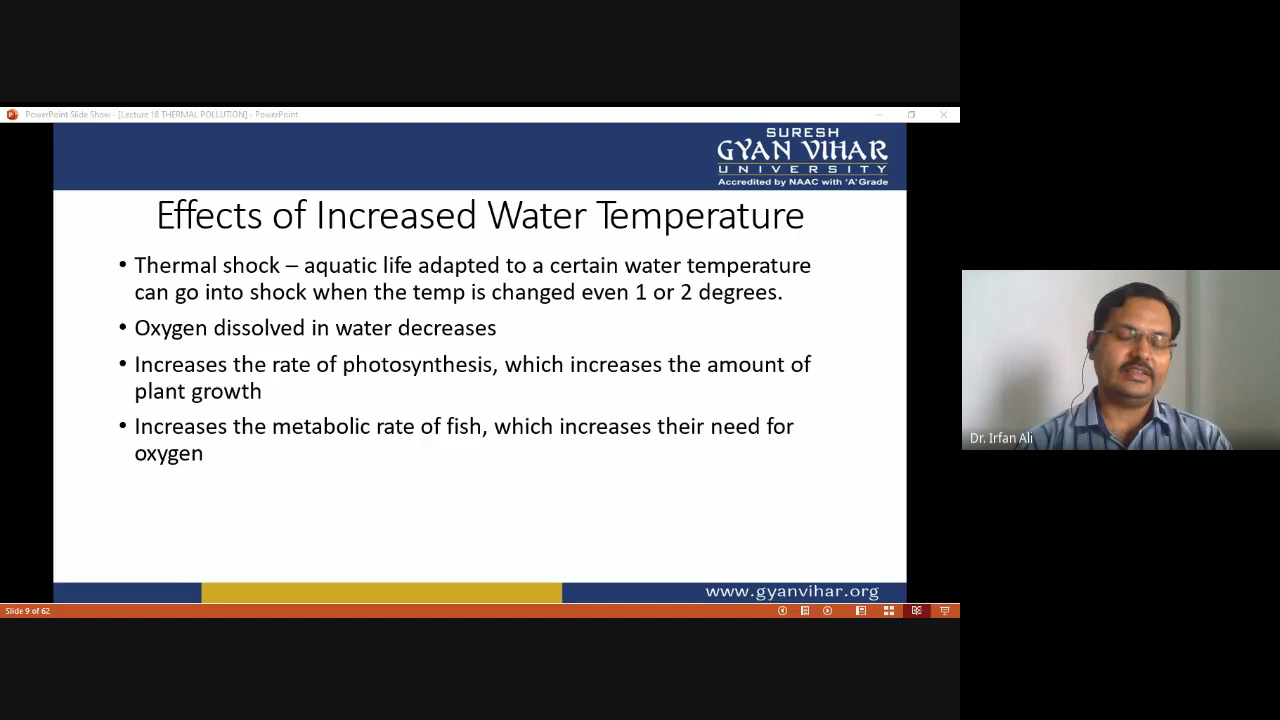 PowerPoint Slide Show - [Lecture 18 THERMAL POLLUTION] - PowerPoint
SURESH
GYAN VIHAR
UNIVERSITY
Accredited by NAAC with 'A' Grade
Effects of Increased Water Temperature
• Thermal shock – aquatic life adapted to a certain water temperature
can go into shock when the temp is changed even 1 or 2 degrees.
• Oxygen dissolved in water decreases
• Increases the rate of photosynthesis, which increases the amount of
plant growth
• Increases the metabolic rate of fish, which increases their need for
oxygen
Dr. Irfan Ali
www.gyanvihar.org
Slide 9 of 62